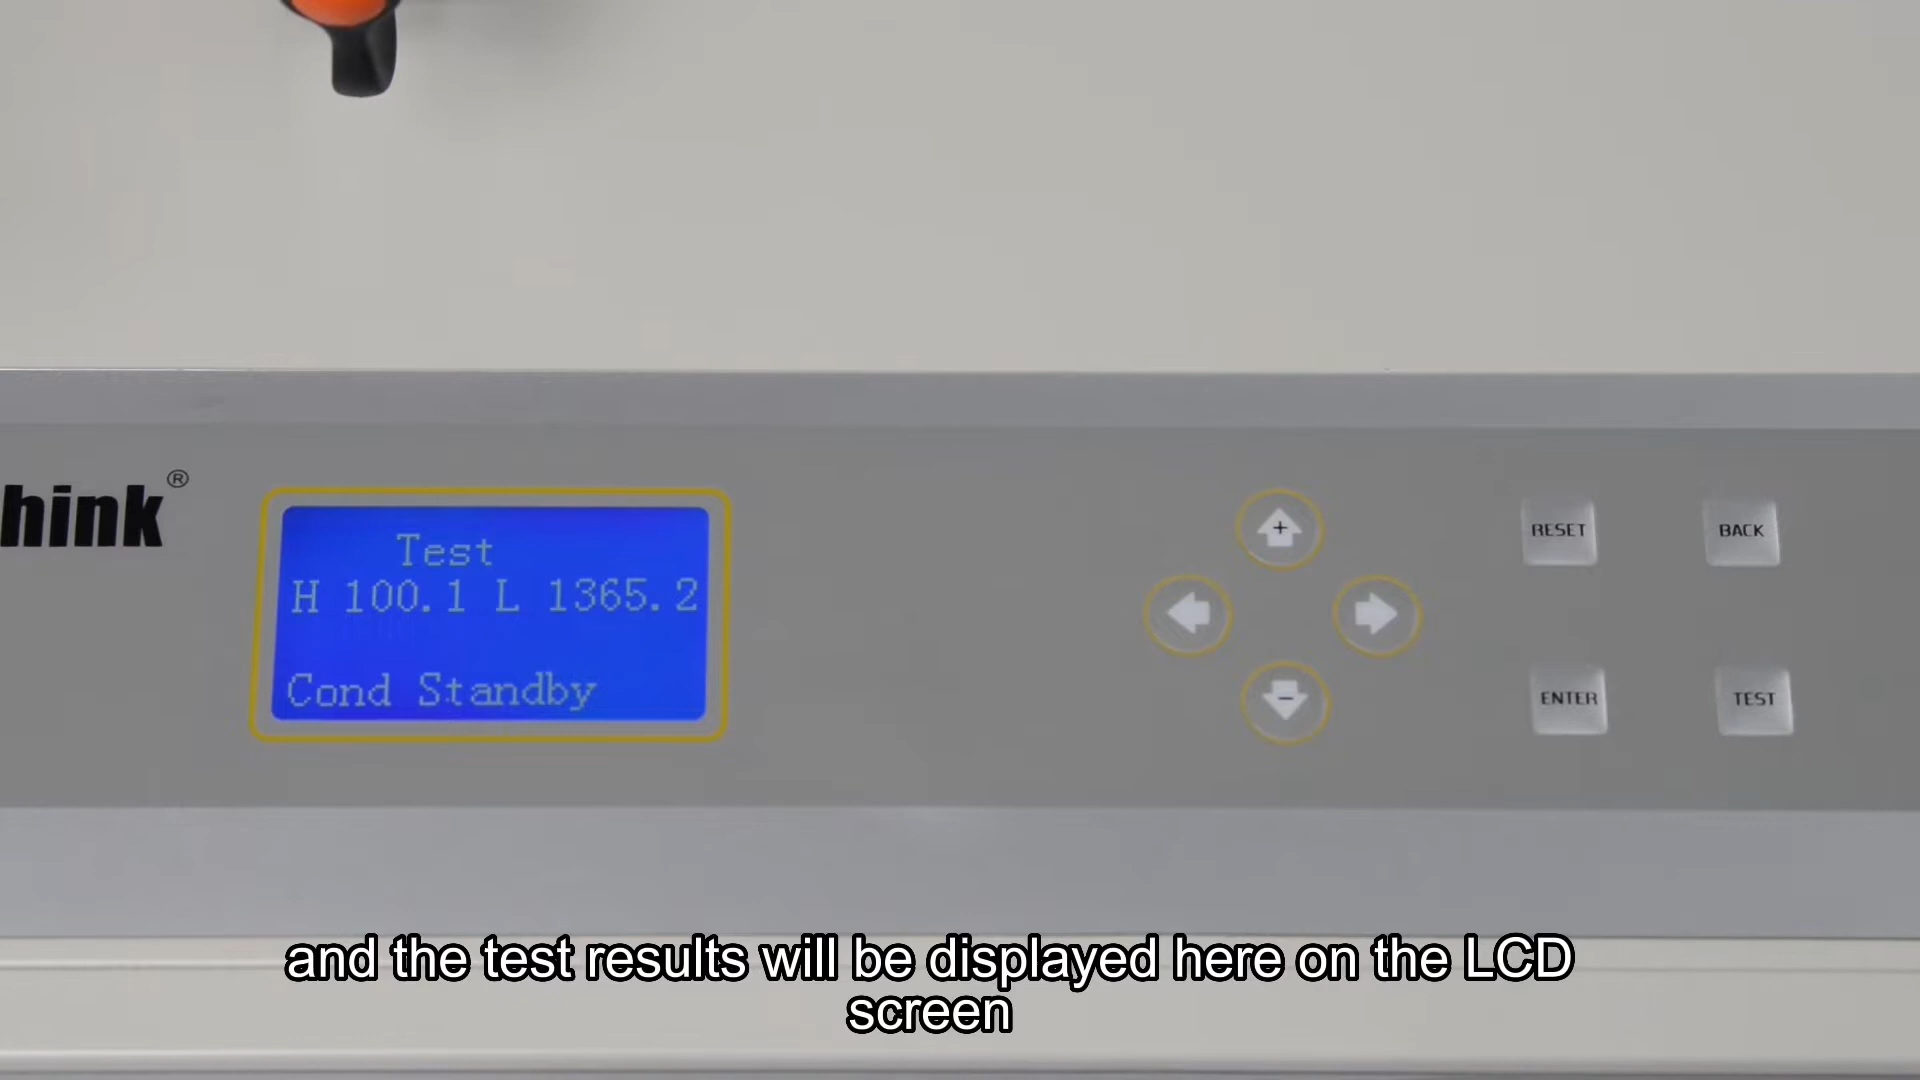 hink®
Test
H 100.1 L 1365.2
Cond Standby
+
-
RESET
BACK
ENTER
TEST
and the test results will be displayed here on the LCD
screen